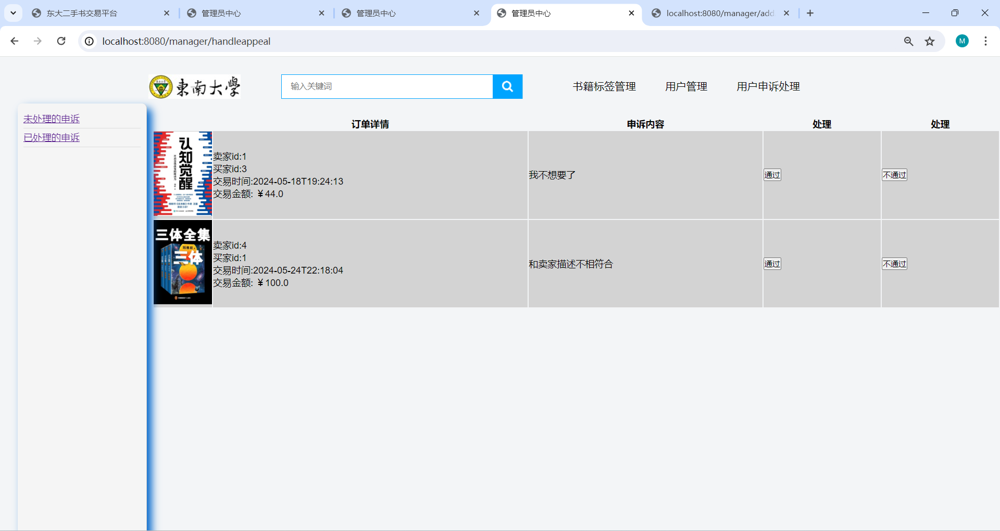 东大二手书交易平台
管理员中心
管理员中心
管理员中心
localhost:8080/manager/add
localhost:8080/manager/handleappeal
M
東南大學
输入关键词
书籍标签管理
用户管理
用户申诉处理
未处理的申诉
已处理的申诉
订单详情
申诉内容
处理
处理
认知觉醒
卖家id:1
买家id:3
交易时间:2024-05-18T19:24:13
交易金额: ¥44.0
我不想要了
通过
不通过
三体全集
三体
卖家id:4
买家id:1
交易时间:2024-05-24T22:18:04
交易金额: ¥100.0
和卖家描述不相符合
通过
不通过